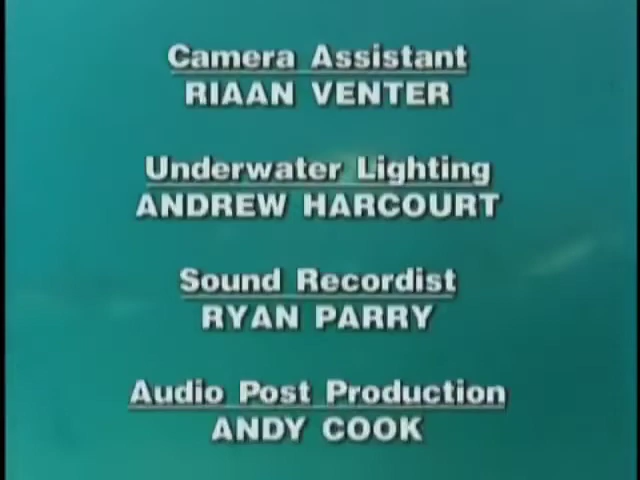 Camera Assistant
RIAAN VENTER
Underwater Lighting
ANDREW HARCOURT
Sound Recordist
RYAN PARRY
Audio Post Production
ANDY COOK